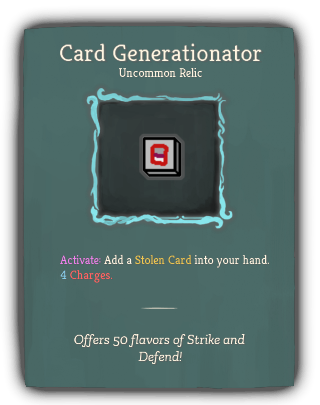 Card Generationator
Uncommon Relic
Activate: Add a Stolen Card into your hand.
4 Charges.
Offers 50 flavors of Strike and
Defend!